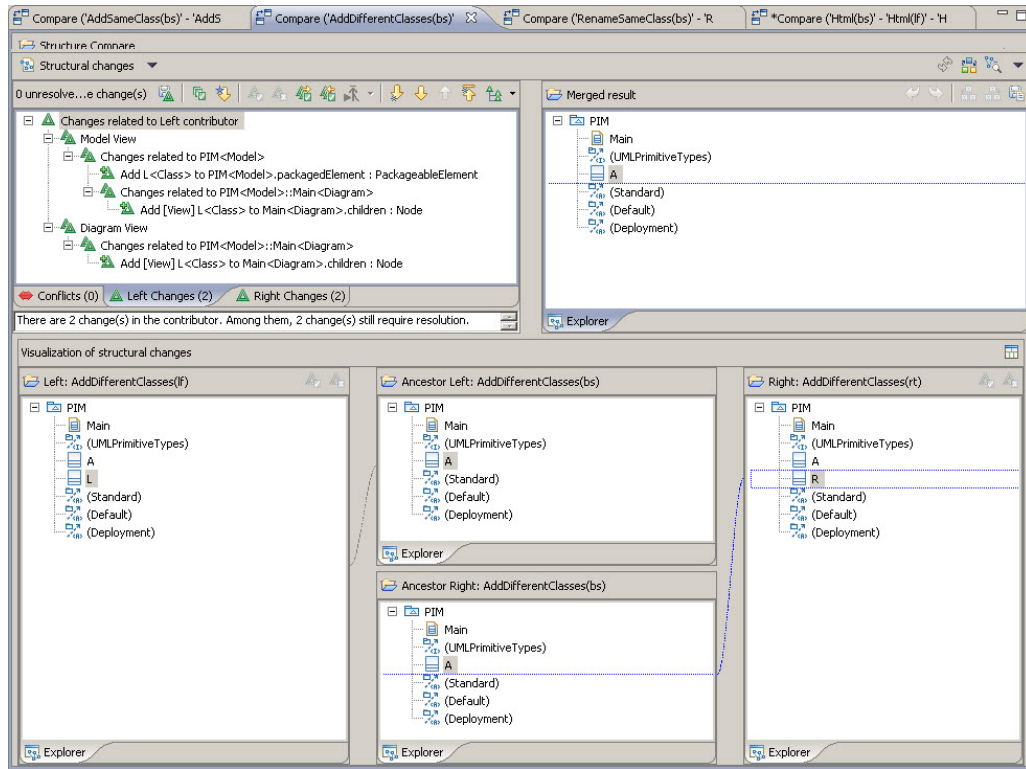 Compare ('AddSameClass(bs)' - 'AddS
Compare ('AddDifferentClasses(bs)'
Compare ('RenameSameClass(bs)' - 'R
*Compare ('Html(bs)' - 'Html(lf)' - 'H
Structure Compare
Structural changes
0 unresolve...e change(s)
Changes related to Left contributor
Model View
Changes related to PIM<Model>
Add L<Class> to PIM<Model>.packagedElement : PackageableElement
Changes related to PIM<Model>::Main<Diagram>
Add [View] L<Class> to Main<Diagram>.children : Node
Diagram View
Changes related to PIM<Model>::Main<Diagram>
Add [View] L<Class> to Main<Diagram>.children : Node
Conflicts (0)
Left Changes (2)
Right Changes (2)
There are 2 change(s) in the contributor. Among them, 2 change(s) still require resolution.
Merged result
PIM
Main
(UMLPrimitiveTypes)
A
(Standard)
(Default)
(Deployment)
Explorer
Visualization of structural changes
Left: AddDifferentClasses(lf)
PIM
Main
(UMLPrimitiveTypes)
A
L
(Standard)
(Default)
(Deployment)
Explorer
Ancestor Left: AddDifferentClasses(bs)
PIM
Main
(UMLPrimitiveTypes)
A
(Standard)
(Default)
(Deployment)
Explorer
Ancestor Right: AddDifferentClasses(bs)
PIM
Main
(UMLPrimitiveTypes)
A
(Standard)
(Default)
(Deployment)
Explorer
Right: AddDifferentClasses(rt)
PIM
Main
(UMLPrimitiveTypes)
A
R
(Standard)
(Default)
(Deployment)
Explorer